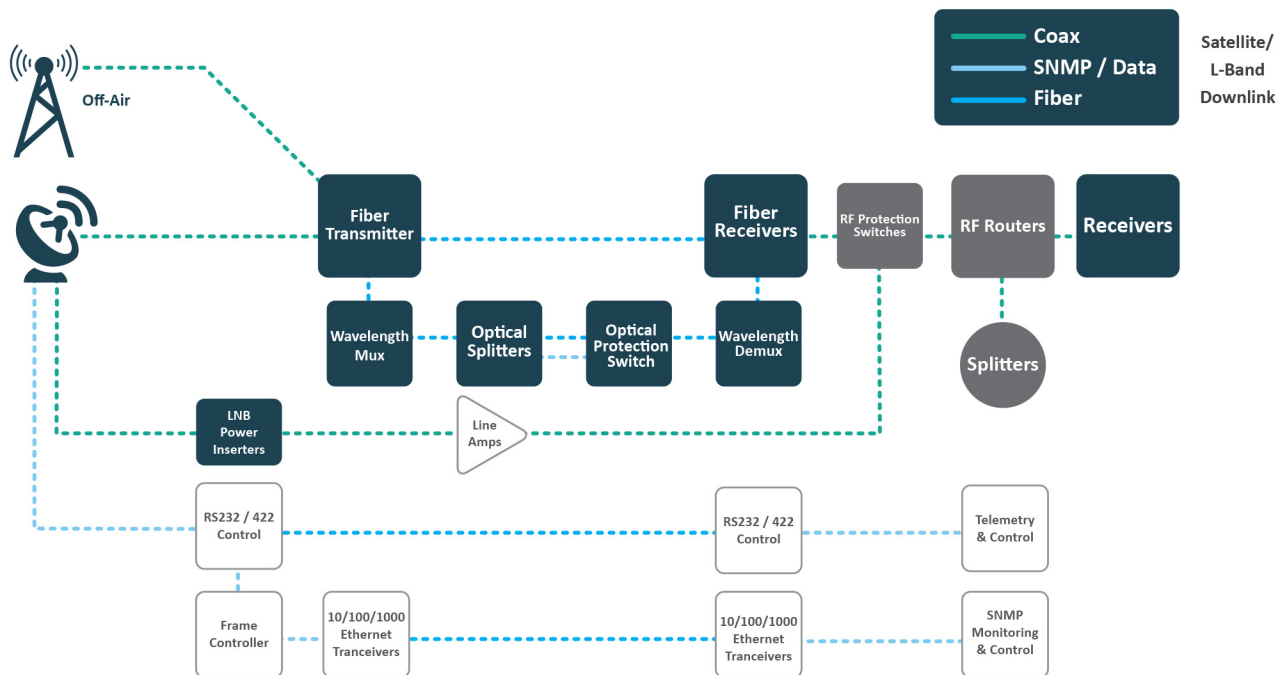 Coax
SNMP / Data
Fiber
Satellite/
L-Band
Downlink
Off-Air
Fiber
Transmitter
Fiber
Receivers
RF Protection
Switches
RF Routers
Receivers
Wavelength
Mux
Optical
Splitters
Optical
Protection
Switch
Wavelength
Demux
Splitters
LNB
Power
Inserters
Line
Amps
RS232 / 422
Control
RS232 / 422
Control
Telemetry
& Control
Frame
Controller
10/100/1000
Ethernet
Tranceivers
10/100/1000
Ethernet
Tranceivers
SNMP
Monitoring
& Control